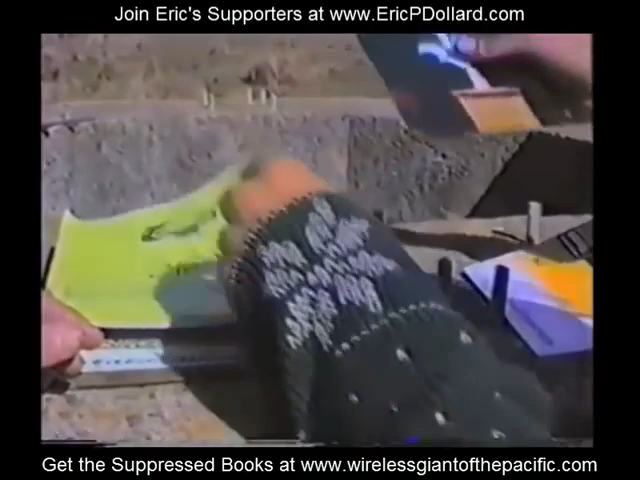 Join Eric's Supporters at www.EricPDollard.com
Get the Suppressed Books at www.wirelessgiantofthepacific.com